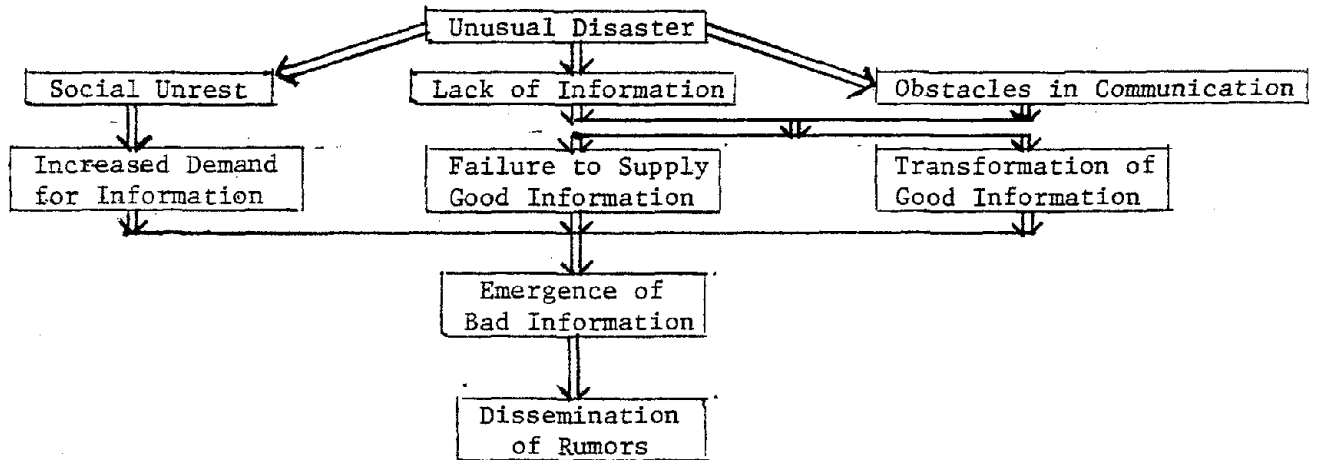 Unusual Disaster
Social Unrest
Lack of Information
Obstacles in Communication
Increased Demand
for Information
Failure to Supply
Good Information
Transformation of
Good Information
Emergence of
Bad Information
Dissemination
of Rumors